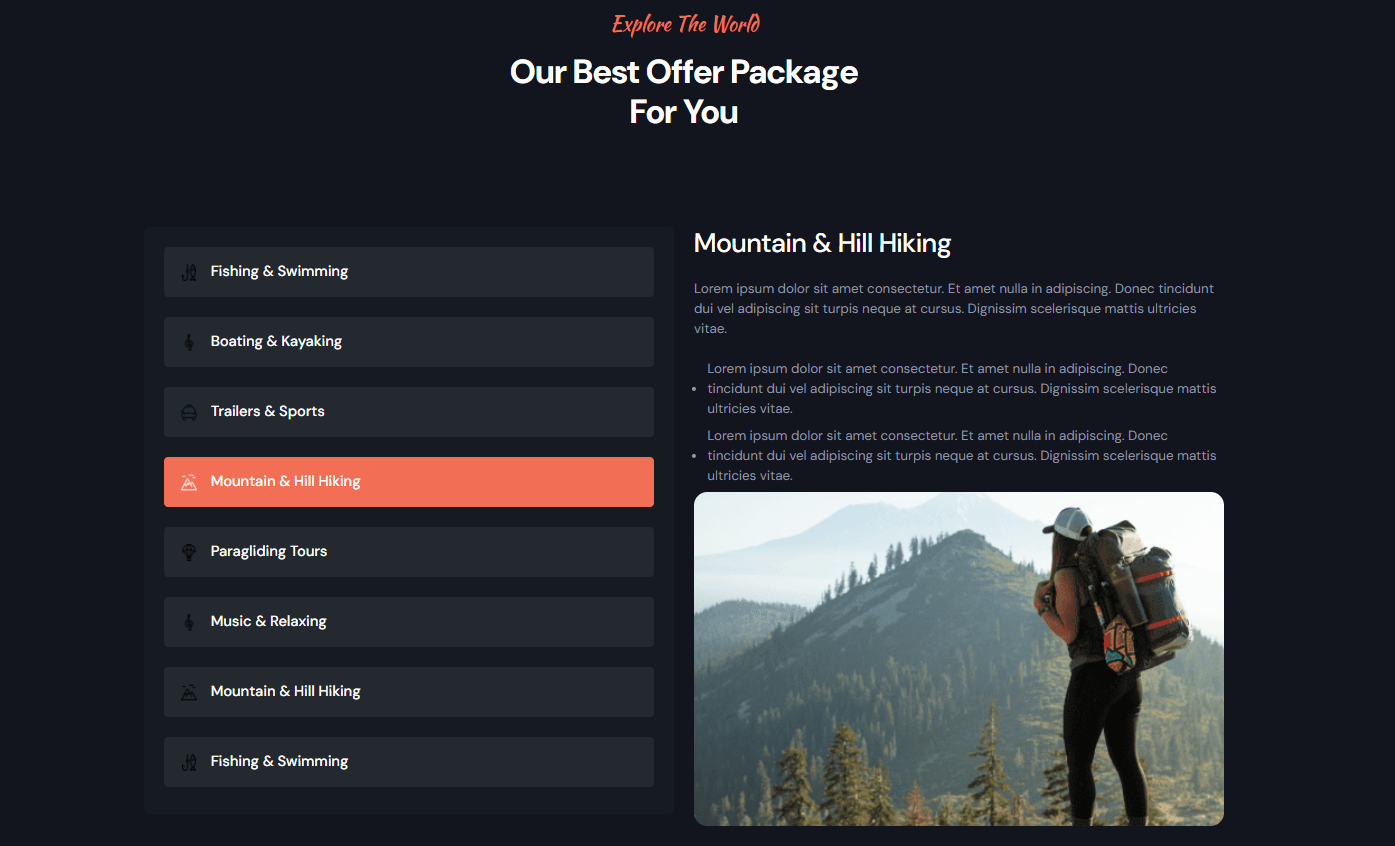 Explore The World
Our Best Offer Package
For You
Fishing & Swimming
Boating & Kayaking
Trailers & Sports
Mountain & Hill Hiking
Paragliding Tours
Music & Relaxing
Mountain & Hill Hiking
Fishing & Swimming
Mountain & Hill Hiking
Lorem ipsum dolor sit amet consectetur. Et amet nulla in adipiscing. Donec tincidunt
dui vel adipiscing sit turpis neque at cursus. Dignissim scelerisque mattis ultricies
vitae.
Lorem ipsum dolor sit amet consectetur. Et amet nulla in adipiscing. Donec
• tincidunt dui vel adipiscing sit turpis neque at cursus. Dignissim scelerisque mattis
ultricies vitae.
Lorem ipsum dolor sit amet consectetur. Et amet nulla in adipiscing. Donec
• tincidunt dui vel adipiscing sit turpis neque at cursus. Dignissim scelerisque mattis
ultricies vitae.